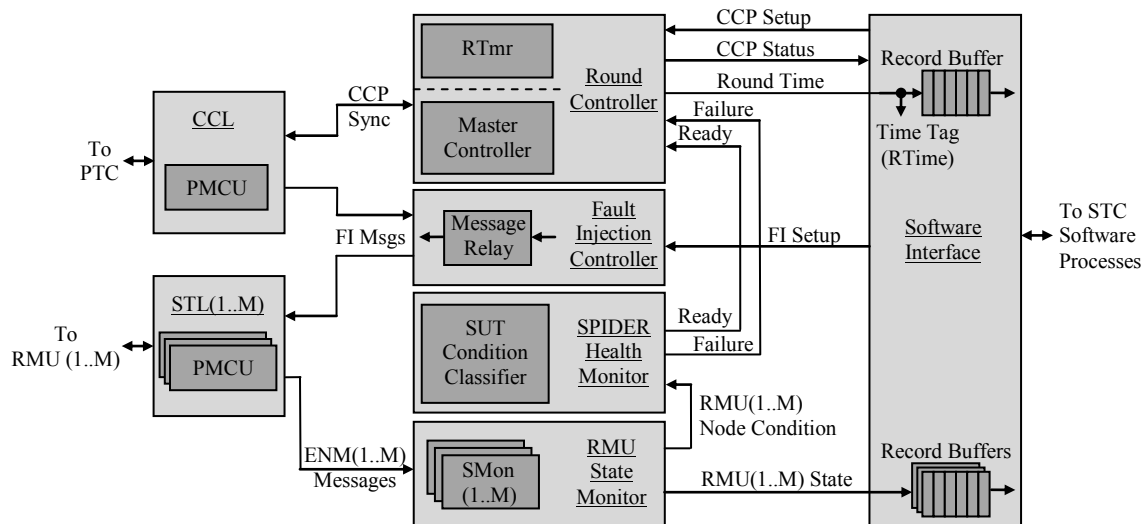 CCP Setup
CCP Status
Round Time
Failure
Ready
RTmr
Round
Controller
Master
Controller
Record Buffer
Time Tag
(RTime)
CCL
CCP
Sync
To
PTC
PMCU
FI Msgs
Message
Relay
Fault
Injection
Controller
FI Setup
Software
Interface
To STC
Software
Processes
STL(1..M)
To
RMU (1..M)
PMCU
SUT
Condition
Classifier
SPIDER
Health
Monitor
Ready
Failure
RMU(1..M)
Node Condition
ENM(1..M)
Messages
SMon
(1..M)
RMU
State
Monitor
RMU(1..M) State
Record Buffers